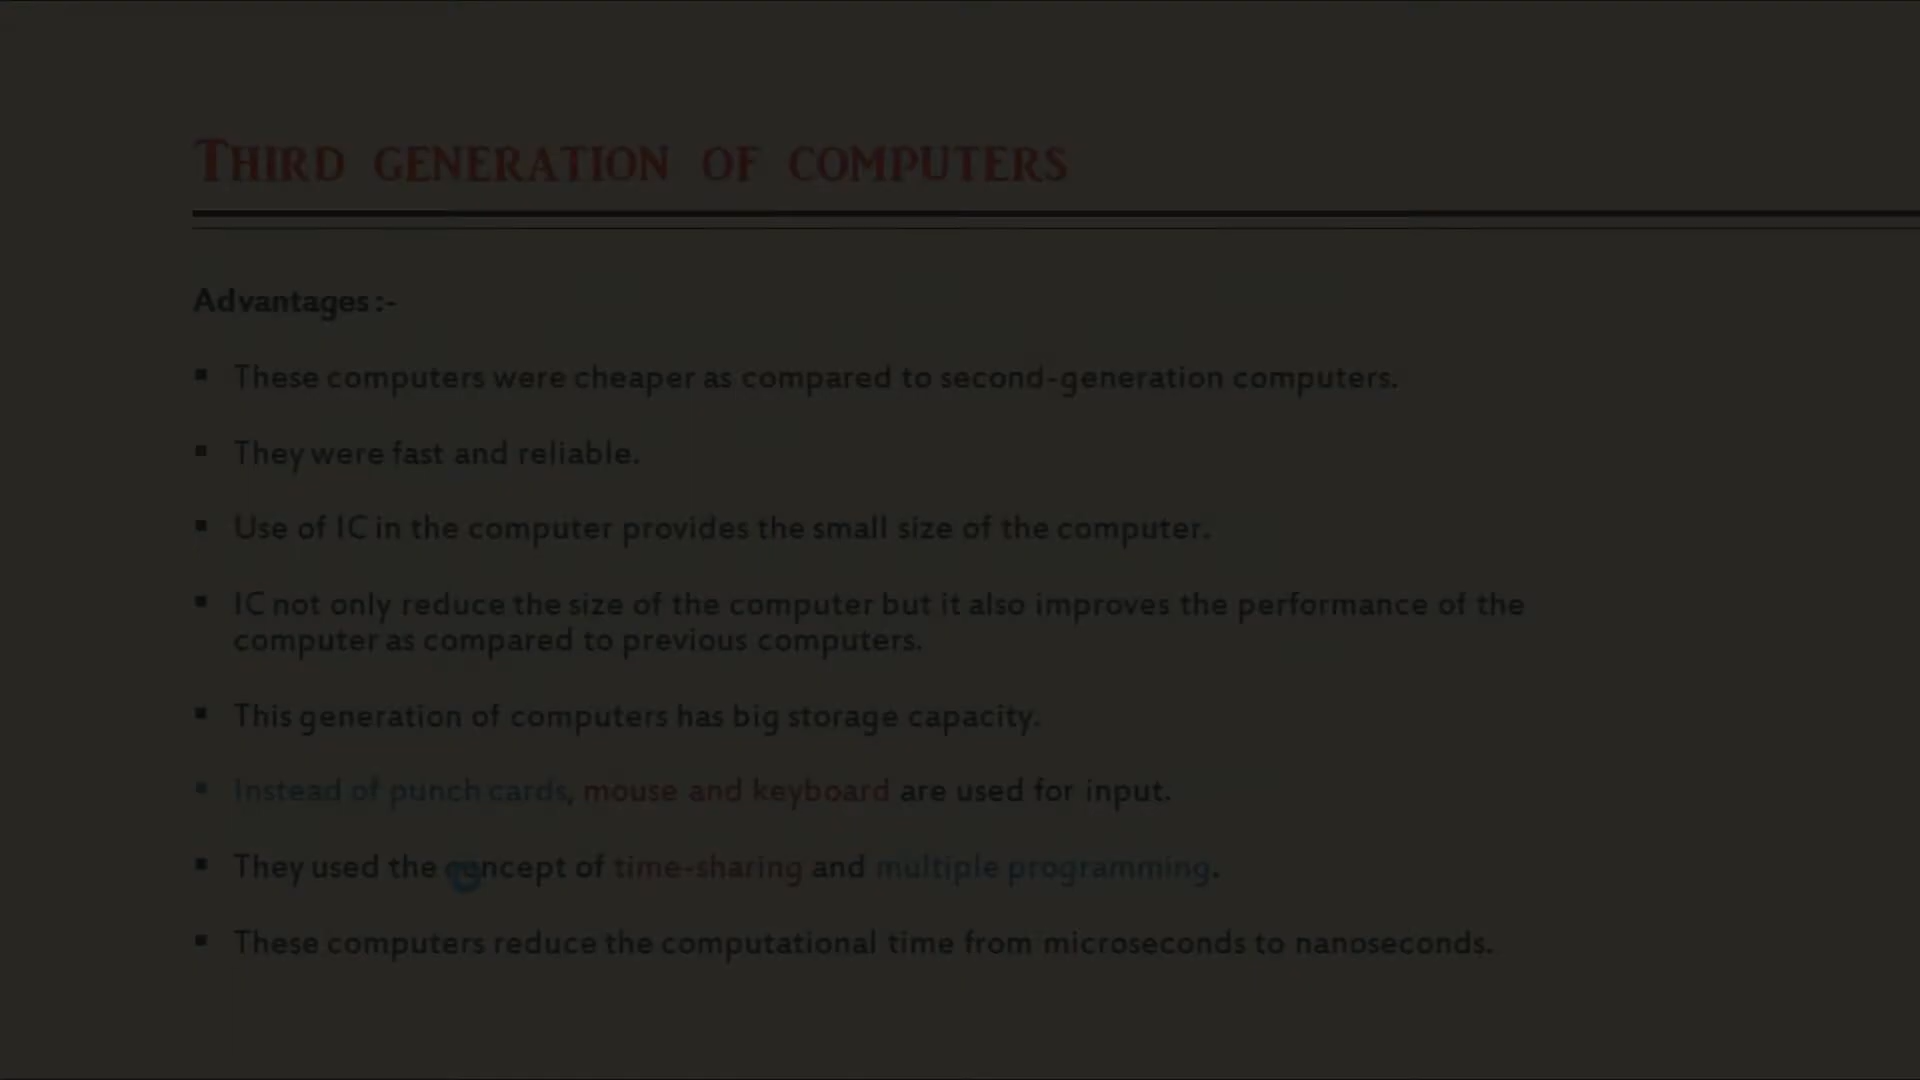 THIRD GENERATION OF COMPUTERS
Advantages :-
▪ These computers were cheaper as compared to second-generation computers.
▪ They were fast and reliable.
▪ Use of IC in the computer provides the small size of the computer.
▪ IC not only reduce the size of the computer but it also improves the performance of the
computer as compared to previous computers.
▪ This generation of computers has big storage capacity.
▪ Instead of punch cards, mouse and keyboard are used for input.
▪ They used the concept of time-sharing and multiple programming.
▪ These computers reduce the computational time from microseconds to nanoseconds.